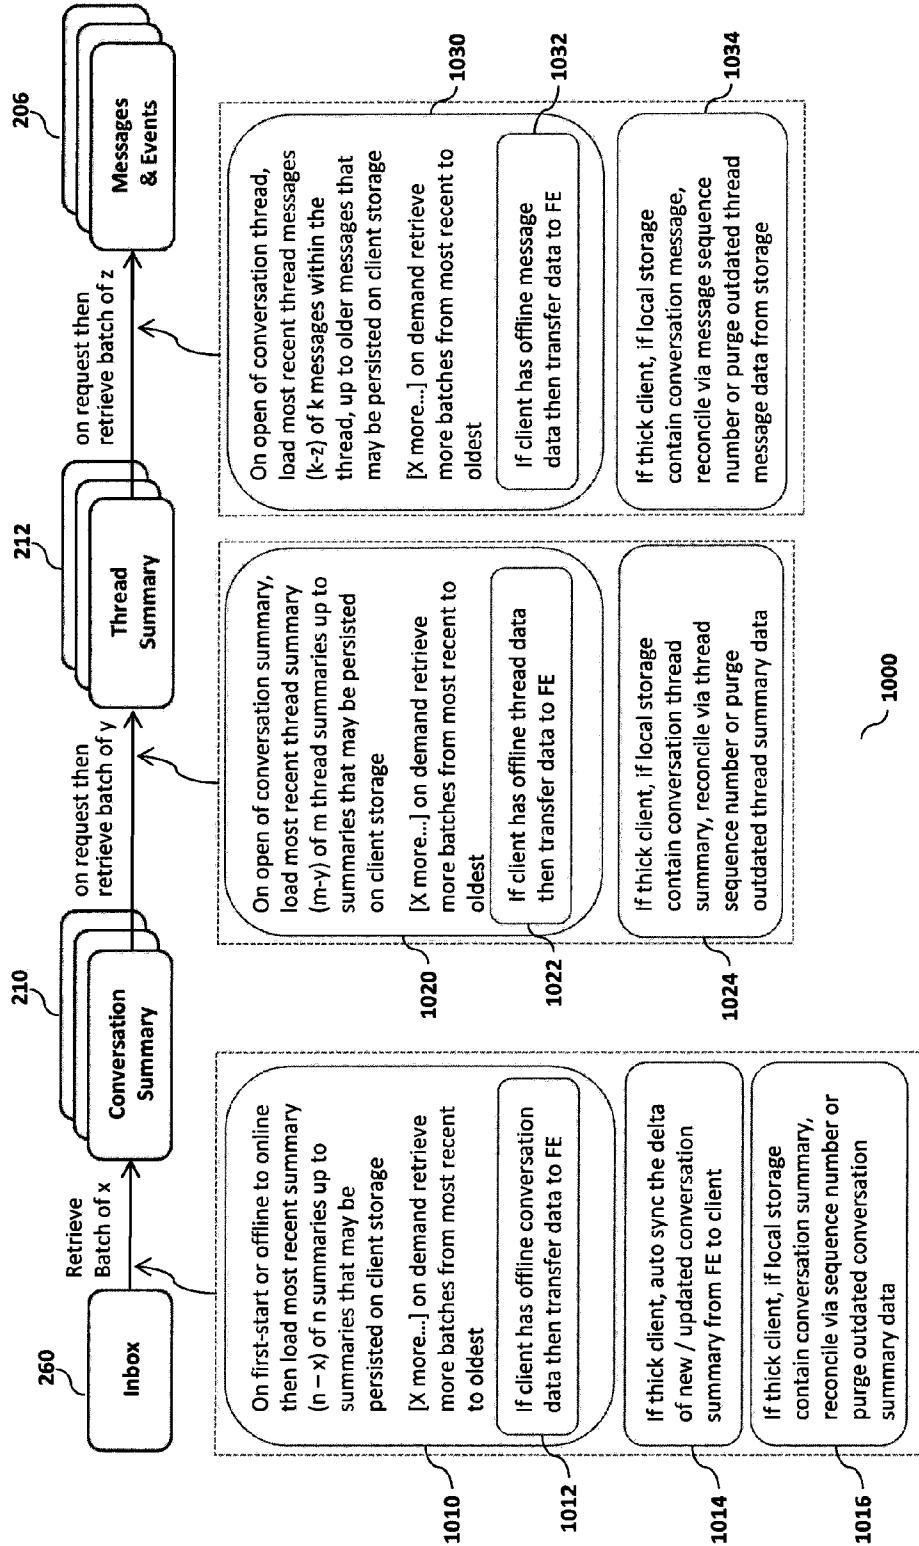 260
Inbox
Retrieve
Batch of x
210
Conversation
Summary
on request then
retrieve batch of y
212
Thread
Summary
on request then
retrieve batch of z
206
Messages
& Events
On first-start or offline to online
then load most recent summary
(n – x) of n summaries up to
summaries that may be
persisted on client storage
[X more...] on demand retrieve
more batches from most recent
to oldest
1010
If client has offline conversation
data then transfer data to FE
1012
If thick client, auto sync the delta
of new / updated conversation
summary from FE to client
1014
If thick client, if local storage
contain conversation summary,
reconcile via sequence number or
purge outdated conversation
summary data
1016
On open of conversation summary,
load most recent thread summary
(m-y) of m thread summaries up to
summaries that may be persisted
on client storage
[X more...] on demand retrieve
more batches from most recent to
oldest
1020
If client has offline thread data
then transfer data to FE
1022
If thick client, if local storage
contain conversation thread
summary, reconcile via thread
sequence number or purge
outdated thread summary data
1024
On open of conversation thread,
load most recent thread messages
(k-z) of k messages within the
thread, up to older messages that
may be persisted on client storage
[X more...] on demand retrieve
more batches from most recent to
oldest
1030
If client has offline message
data then transfer data to FE
1032
If thick client, if local storage
contain conversation message,
reconcile via message sequence
number or purge outdated thread
message data from storage
1034
1000